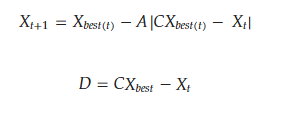 X_{t+1} = X_{best(t)} − A|CX_{best(t)} − X_t|
D = CX_{best} − X_t